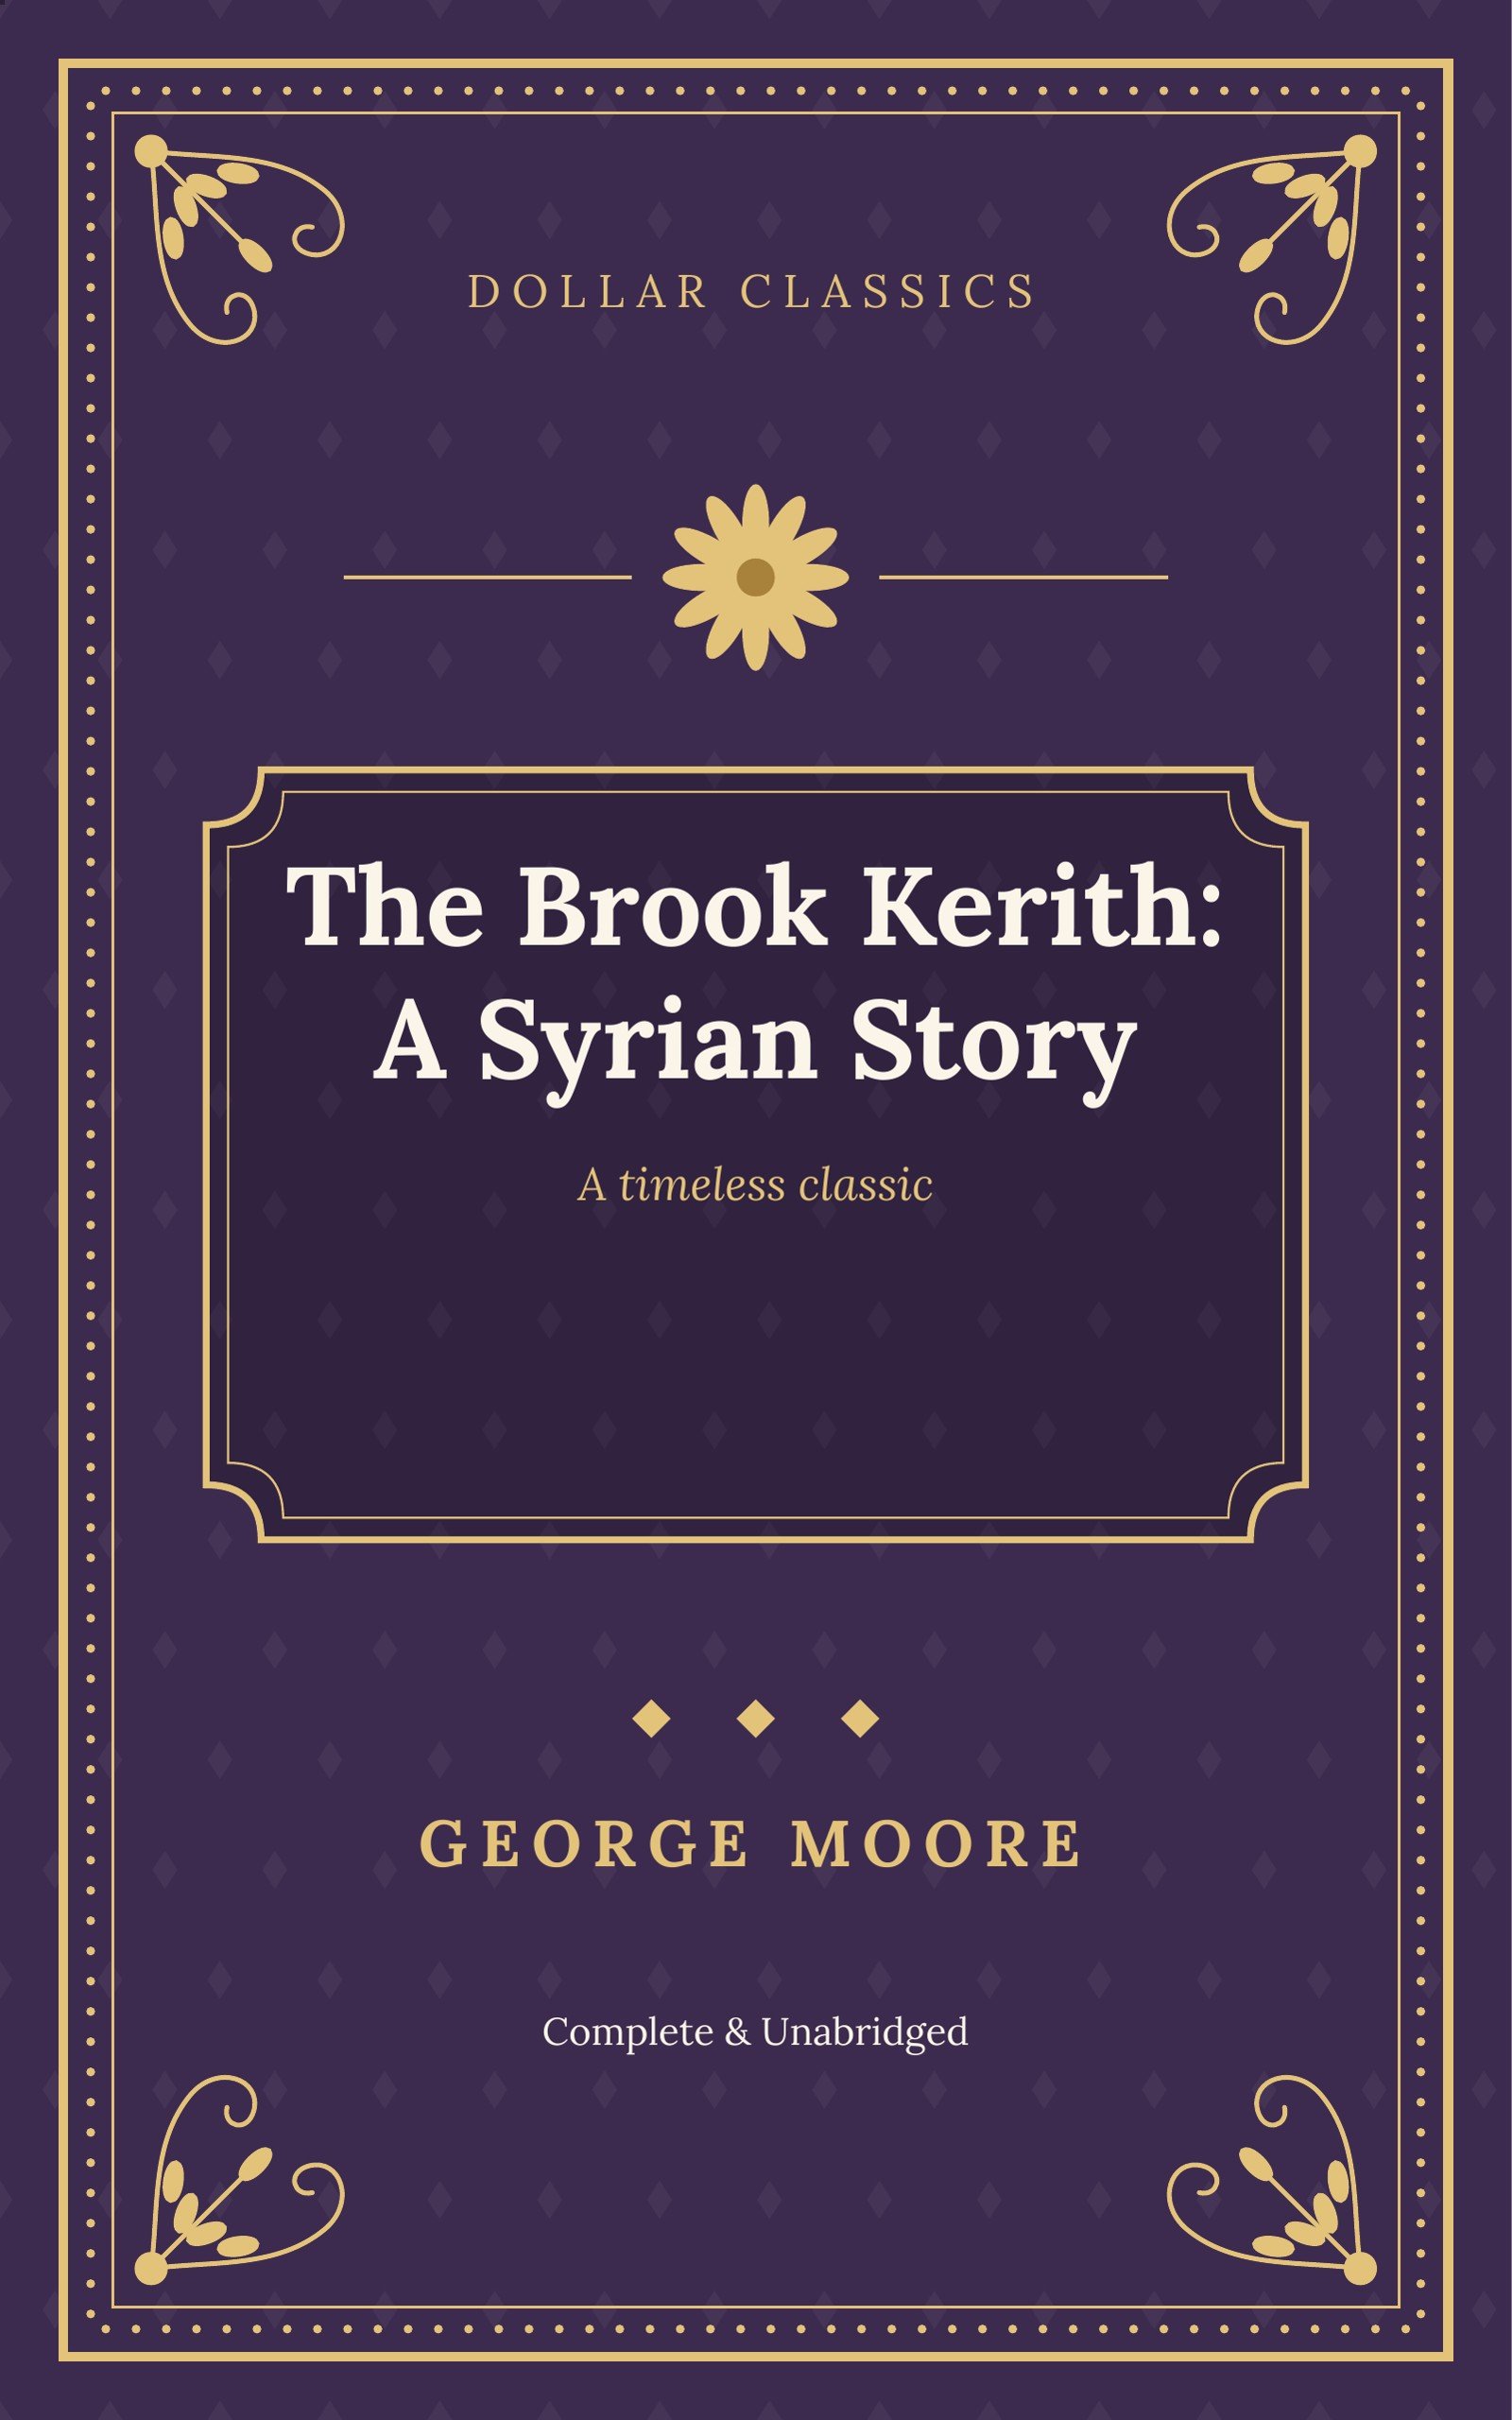 DOLLAR CLASSICS
The Brook Kerith:
A Syrian Story
A timeless classic
GEORGE MOORE
Complete & Unabridged